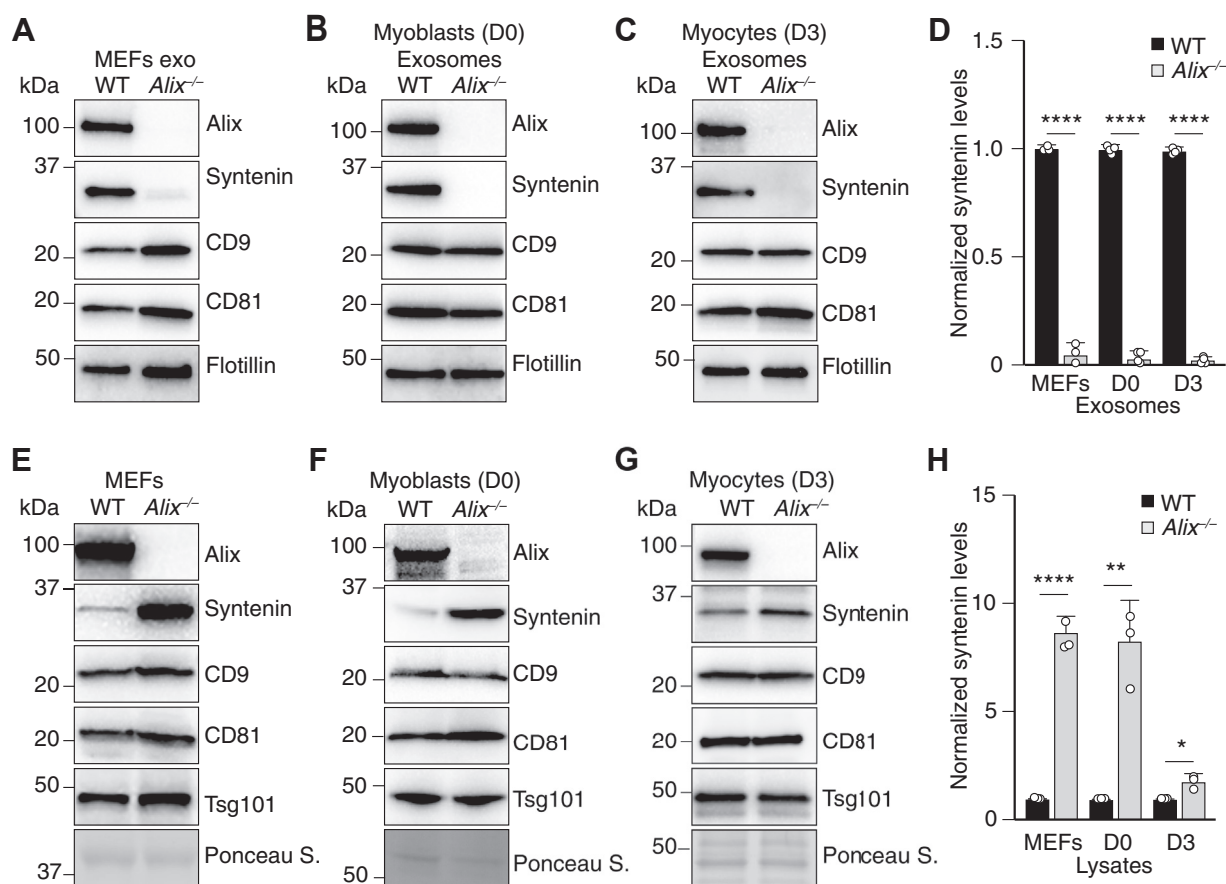 A
MEFs exo
kDa WT Alix–/–
100 Alix
37
Syntenin
20 CD9
20 CD81
50 Flotillin
B
Myoblasts (D0)
Exosomes
kDa WT Alix–/–
100 Alix
37
Syntenin
20 CD9
20 CD81
50 Flotillin
C
Myocytes (D3)
Exosomes
kDa WT Alix–/–
100 Alix
37
Syntenin
20 CD9
20 CD81
50 Flotillin
D
WT
Alix–/–
Normalized syntenin levels
1.5
1.0
0.5
0
**** **** ****
MEFs D0 D3
Exosomes
E
MEFs
kDa WT Alix–/–
100 Alix
37
Syntenin
20 CD9
20 CD81
50 Tsg101
37 Ponceau S.
F
Myoblasts (D0)
kDa WT Alix–/–
100 Alix
37
Syntenin
20 CD9
20 CD81
50 Tsg101
50 Ponceau S.
G
Myocytes (D3)
kDa WT Alix–/–
100 Alix
37
Syntenin
20 CD9
20 CD81
50 Tsg101
50 Ponceau S.
H
WT
Alix–/–
Normalized syntenin levels
15
10
5
0
**** ** *
MEFs D0 D3
Lysates